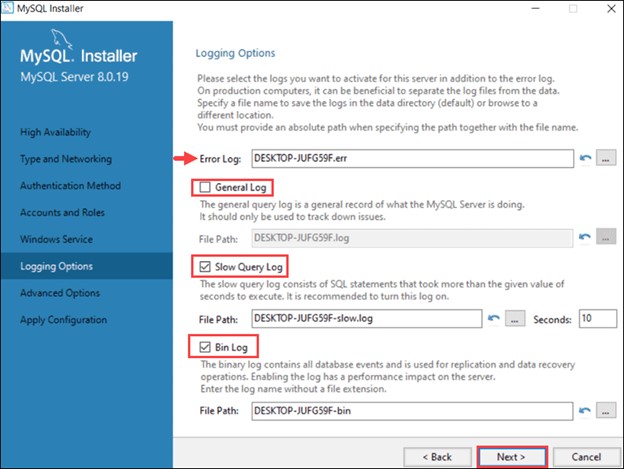 MySQL Installer
MySQL. Installer
MySQL Server 8.0.19
High Availability
Type and Networking
Authentication Method
Accounts and Roles
Windows Service
Logging Options
Advanced Options
Apply Configuration
Logging Options
Please select the logs you want to activate for this server in addition to the error log.
On production computers, it can be beneficial to separate the log files from the data.
Specify a file name to save the logs in the data directory (default) or browse to a
different location.
You must provide an absolute path when specifying the path together with the file name.
Error Log: DESKTOP-JUFG59F.err ...
General Log
The general query log is a general record of what the MySQL Server is doing.
It should only be used to track down issues.
File Path: DESKTOP-JUFG59F.log ...
Slow Query Log
The slow query log consists of SQL statements that took more than the given value of
seconds to execute. It is recommended to turn this log on.
File Path: DESKTOP-JUFG59F-slow.log ... Seconds: 10
Bin Log
The binary log contains all database events and is used for replication and data recovery
operations. Enabling the log has a performance impact on the server.
Enter the log name without a file extension.
File Path: DESKTOP-JUFG59F-bin ...
< Back Next > Cancel